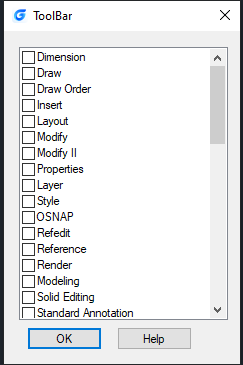 ToolBar
Dimension
Draw
Draw Order
Insert
Layout
Modify
Modify II
Properties
Layer
Style
OSNAP
Refedit
Reference
Render
Modeling
Solid Editing
Standard Annotation
OK Help